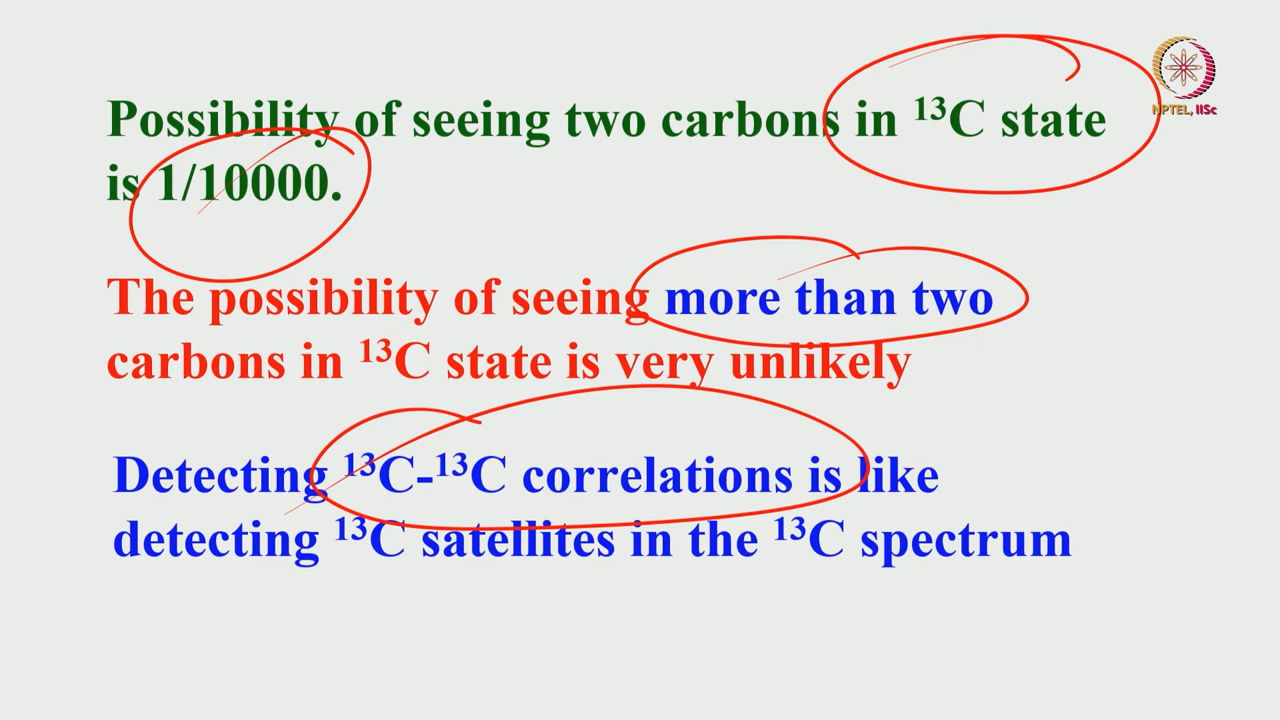 Possibility of seeing two carbons in ¹³C state
is 1/10000.
The possibility of seeing more than two
carbons in ¹³C state is very unlikely
Detecting ¹³C-¹³C correlations is like
detecting ¹³C satellites in the ¹³C spectrum
NPTEL, IISc